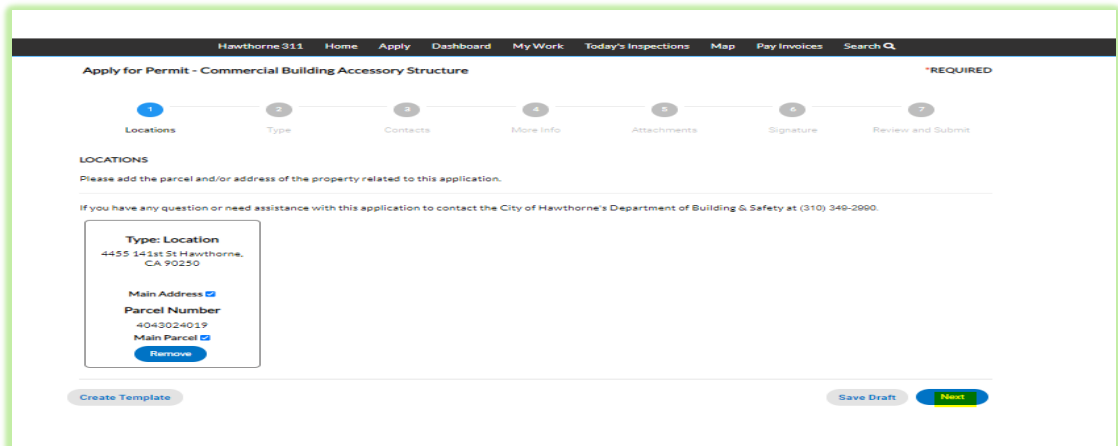 Hawthorne 311 Home Apply Dashboard My Work Today's Inspections Map Pay Invoices Search
Apply for Permit - Commercial Building Accessory Structure *REQUIRED
1 2 3 4 5 6 7
Locations Type Contacts More Info Attachments Signature Review and Submit
LOCATIONS
Please add the parcel and/or address of the property related to this application.
If you have any question or need assistance with this application to contact the City of Hawthorne's Department of Building & Safety at (310) 349-2990.
Type: Location
4455 141st St Hawthorne,
CA 90250
Main Address
Parcel Number
4043024019
Main Parcel
Remove
Create Template Save Draft Next